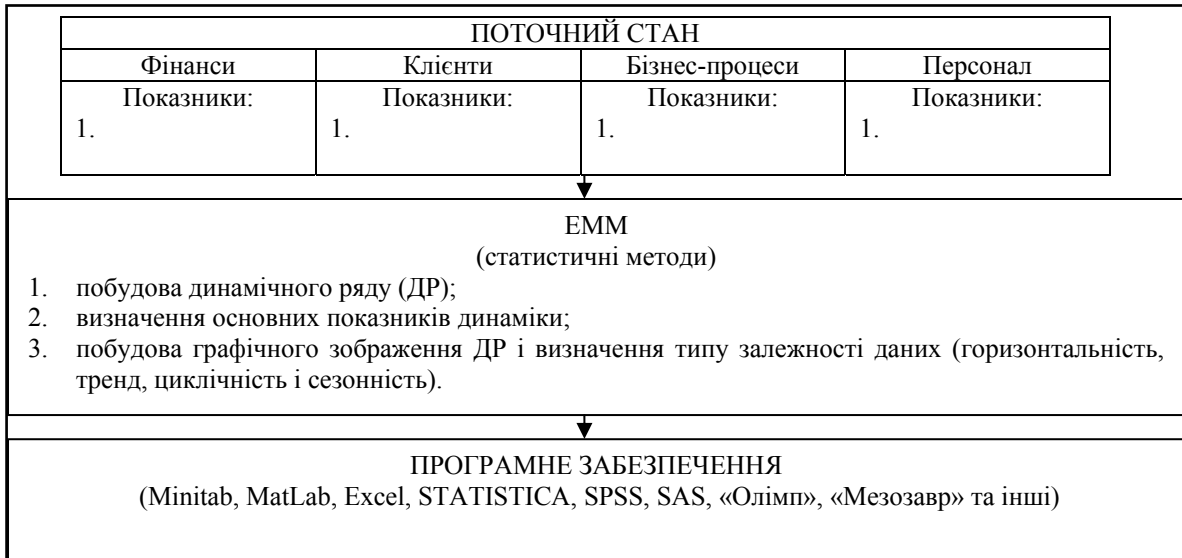 ПОТОЧНИЙ СТАН
Фінанси Клієнти Бізнес-процеси Персонал
Показники: Показники: Показники: Показники:
1. 1. 1. 1.
ЕММ
(статистичні методи)
1. побудова динамічного ряду (ДР);
2. визначення основних показників динаміки;
3. побудова графічного зображення ДР і визначення типу залежності даних (горизонтальність,
тренд, циклічність і сезонність).
ПРОГРАМНЕ ЗАБЕЗПЕЧЕННЯ
(Minitab, MatLab, Excel, STATISTICA, SPSS, SAS, «Олімп», «Мезозавр» та інші)